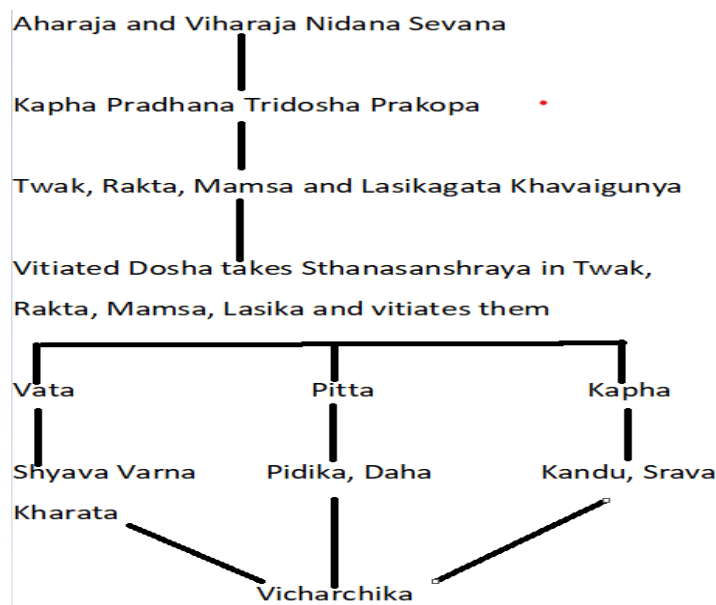 Aharaja and Viharaja Nidana Sevana
Kapha Pradhana Tridosha Prakopa
Twak, Rakta, Mamsa and Lasikagata Khavaigunya
Vitiated Dosha takes Sthanasanshraya in Twak,
Rakta, Mamsa, Lasika and vitiates them
Vata Pitta Kapha
Shyava Varna Pidika, Daha Kandu, Srava
Kharata
Vicharchika